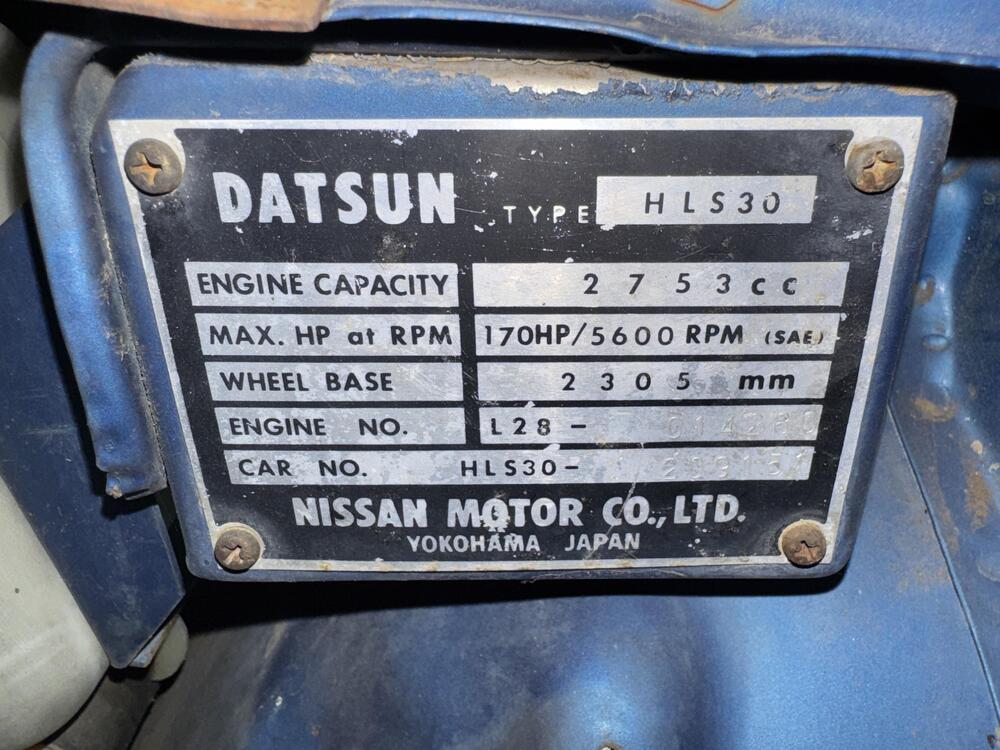 DATSUN TYPE HLS30
ENGINE CAPACITY 2753cc
MAX. HP at RPM 170HP/5600 RPM (SAE)
WHEEL BASE 2305 mm
ENGINE NO. L28-
CAR NO. HLS30-
NISSAN MOTOR CO., LTD.
YOKOHAMA JAPAN